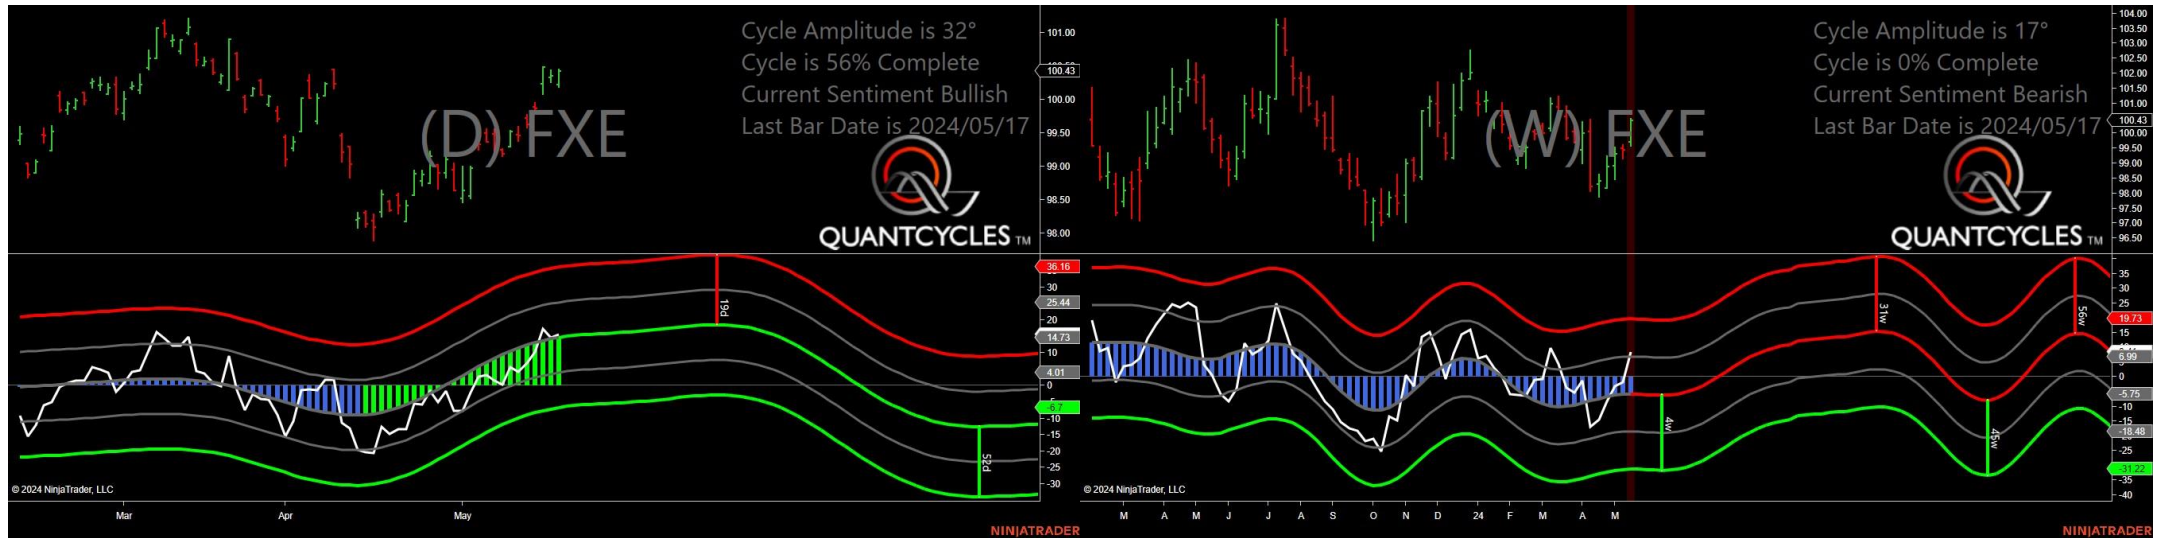 Cycle Amplitude is 32°
Cycle is 56% Complete
Current Sentiment Bullish
Last Bar Date is 2024/05/17
(D) FXE
QUANTCYCLES TM
101.00
100.43
100.00
99.50
99.00
98.50
98.00
36.16
30
25.44
20
14.73
10
4.01
0
-6.7
-10
-15
-20
-25
-30
19d
52d
© 2024 NinjaTrader, LLC
Mar Apr May
NINJATRADER
Cycle Amplitude is 17°
Cycle is 0% Complete
Current Sentiment Bearish
Last Bar Date is 2024/05/17
(W) FXE
QUANTCYCLES TM
104.00
103.50
103.00
102.50
102.00
101.50
101.00
100.43
100.00
99.50
99.00
98.50
98.00
97.50
97.00
96.50
35
30
25
19.73
15
6.99
0
-5.75
-10
-15
-18.48
-25
-31.22
-35
-40
4w
31w
45w
56w
© 2024 NinjaTrader, LLC
M A M J J A S O N D 24 F M A M
NINJATRADER